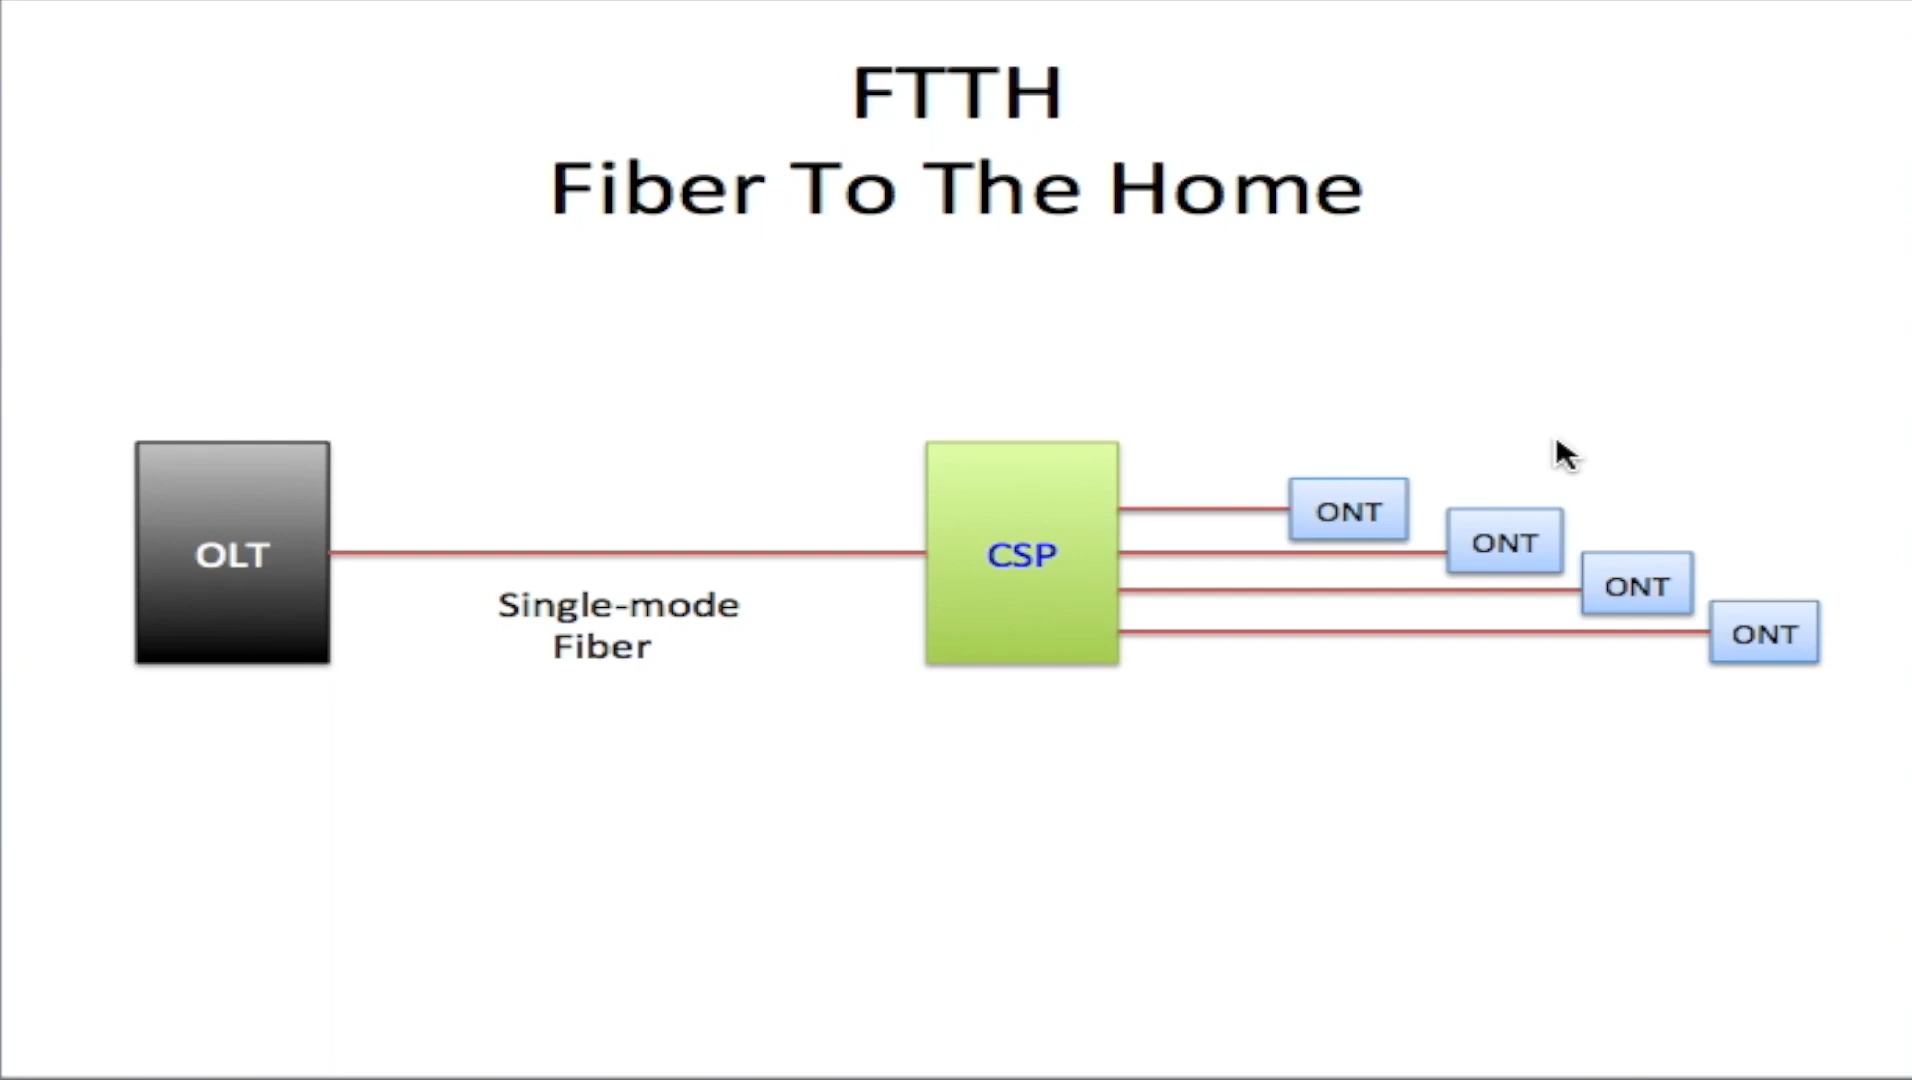 FTTH
Fiber To The Home
OLT
Single-mode
Fiber
CSP
ONT
ONT
ONT
ONT